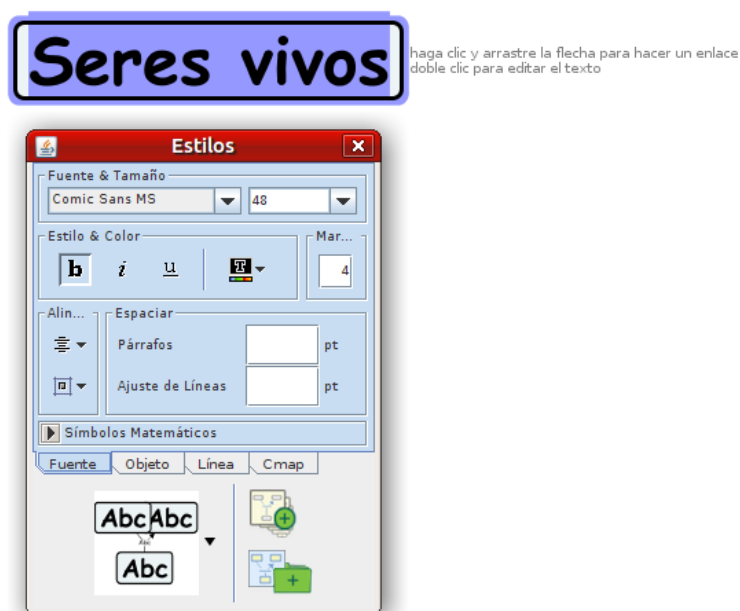 Seres vivos
haga clic y arrastre la flecha para hacer un enlace
doble clic para editar el texto
Estilos
Fuente & Tamaño
Comic Sans MS 48
Estilo & Color Mar...
b i u T 4
Alin... Espaciar
Párrafos pt
Ajuste de Líneas pt
Símbolos Matemáticos
Fuente Objeto Línea Cmap
Abc Abc
Abc
Abc